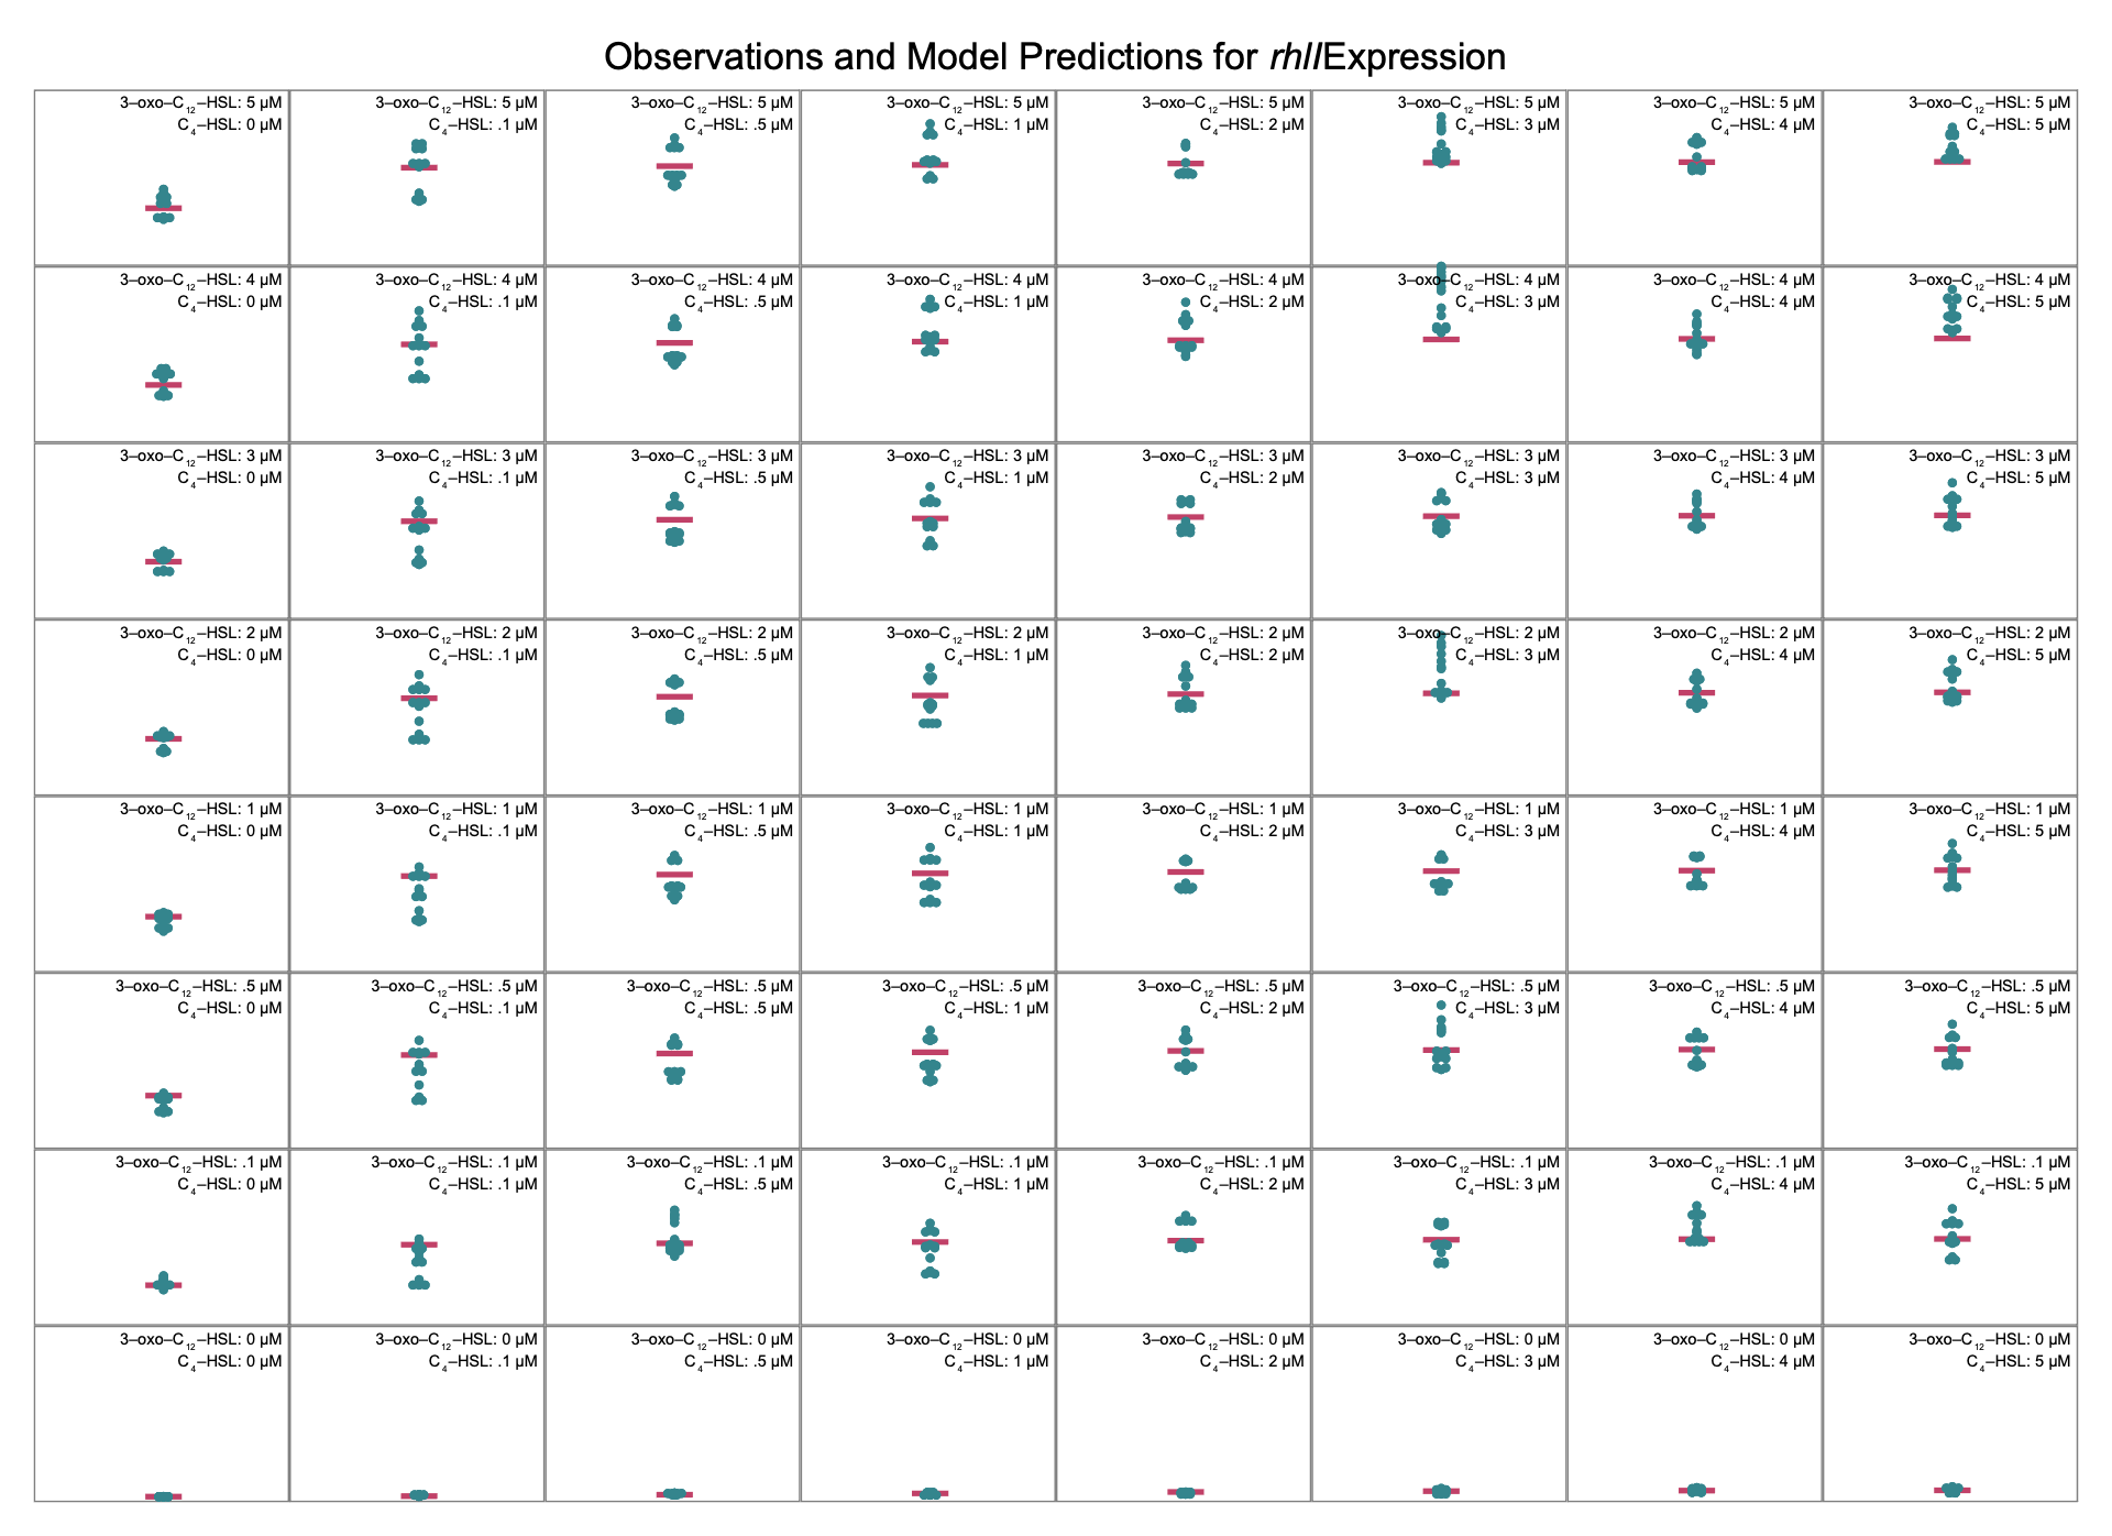 Observations and Model Predictions for rhlIExpression
3–oxo–C12–HSL: 5 µM
C4–HSL: 0 µM
3–oxo–C12–HSL: 5 µM
C4–HSL: .1 µM
3–oxo–C12–HSL: 5 µM
C4–HSL: .5 µM
3–oxo–C12–HSL: 5 µM
C4–HSL: 1 µM
3–oxo–C12–HSL: 5 µM
C4–HSL: 2 µM
3–oxo–C12–HSL: 5 µM
C4–HSL: 3 µM
3–oxo–C12–HSL: 5 µM
C4–HSL: 4 µM
3–oxo–C12–HSL: 5 µM
C4–HSL: 5 µM
3–oxo–C12–HSL: 4 µM
C4–HSL: 0 µM
3–oxo–C12–HSL: 4 µM
C4–HSL: .1 µM
3–oxo–C12–HSL: 4 µM
C4–HSL: .5 µM
3–oxo–C12–HSL: 4 µM
C4–HSL: 1 µM
3–oxo–C12–HSL: 4 µM
C4–HSL: 2 µM
3–oxo–C12–HSL: 4 µM
C4–HSL: 3 µM
3–oxo–C12–HSL: 4 µM
C4–HSL: 4 µM
3–oxo–C12–HSL: 4 µM
C4–HSL: 5 µM
3–oxo–C12–HSL: 3 µM
C4–HSL: 0 µM
3–oxo–C12–HSL: 3 µM
C4–HSL: .1 µM
3–oxo–C12–HSL: 3 µM
C4–HSL: .5 µM
3–oxo–C12–HSL: 3 µM
C4–HSL: 1 µM
3–oxo–C12–HSL: 3 µM
C4–HSL: 2 µM
3–oxo–C12–HSL: 3 µM
C4–HSL: 3 µM
3–oxo–C12–HSL: 3 µM
C4–HSL: 4 µM
3–oxo–C12–HSL: 3 µM
C4–HSL: 5 µM
3–oxo–C12–HSL: 2 µM
C4–HSL: 0 µM
3–oxo–C12–HSL: 2 µM
C4–HSL: .1 µM
3–oxo–C12–HSL: 2 µM
C4–HSL: .5 µM
3–oxo–C12–HSL: 2 µM
C4–HSL: 1 µM
3–oxo–C12–HSL: 2 µM
C4–HSL: 2 µM
3–oxo–C12–HSL: 2 µM
C4–HSL: 3 µM
3–oxo–C12–HSL: 2 µM
C4–HSL: 4 µM
3–oxo–C12–HSL: 2 µM
C4–HSL: 5 µM
3–oxo–C12–HSL: 1 µM
C4–HSL: 0 µM
3–oxo–C12–HSL: 1 µM
C4–HSL: .1 µM
3–oxo–C12–HSL: 1 µM
C4–HSL: .5 µM
3–oxo–C12–HSL: 1 µM
C4–HSL: 1 µM
3–oxo–C12–HSL: 1 µM
C4–HSL: 2 µM
3–oxo–C12–HSL: 1 µM
C4–HSL: 3 µM
3–oxo–C12–HSL: 1 µM
C4–HSL: 4 µM
3–oxo–C12–HSL: 1 µM
C4–HSL: 5 µM
3–oxo–C12–HSL: .5 µM
C4–HSL: 0 µM
3–oxo–C12–HSL: .5 µM
C4–HSL: .1 µM
3–oxo–C12–HSL: .5 µM
C4–HSL: .5 µM
3–oxo–C12–HSL: .5 µM
C4–HSL: 1 µM
3–oxo–C12–HSL: .5 µM
C4–HSL: 2 µM
3–oxo–C12–HSL: .5 µM
C4–HSL: 3 µM
3–oxo–C12–HSL: .5 µM
C4–HSL: 4 µM
3–oxo–C12–HSL: .5 µM
C4–HSL: 5 µM
3–oxo–C12–HSL: .1 µM
C4–HSL: 0 µM
3–oxo–C12–HSL: .1 µM
C4–HSL: .1 µM
3–oxo–C12–HSL: .1 µM
C4–HSL: .5 µM
3–oxo–C12–HSL: .1 µM
C4–HSL: 1 µM
3–oxo–C12–HSL: .1 µM
C4–HSL: 2 µM
3–oxo–C12–HSL: .1 µM
C4–HSL: 3 µM
3–oxo–C12–HSL: .1 µM
C4–HSL: 4 µM
3–oxo–C12–HSL: .1 µM
C4–HSL: 5 µM
3–oxo–C12–HSL: 0 µM
C4–HSL: 0 µM
3–oxo–C12–HSL: 0 µM
C4–HSL: .1 µM
3–oxo–C12–HSL: 0 µM
C4–HSL: .5 µM
3–oxo–C12–HSL: 0 µM
C4–HSL: 1 µM
3–oxo–C12–HSL: 0 µM
C4–HSL: 2 µM
3–oxo–C12–HSL: 0 µM
C4–HSL: 3 µM
3–oxo–C12–HSL: 0 µM
C4–HSL: 4 µM
3–oxo–C12–HSL: 0 µM
C4–HSL: 5 µM